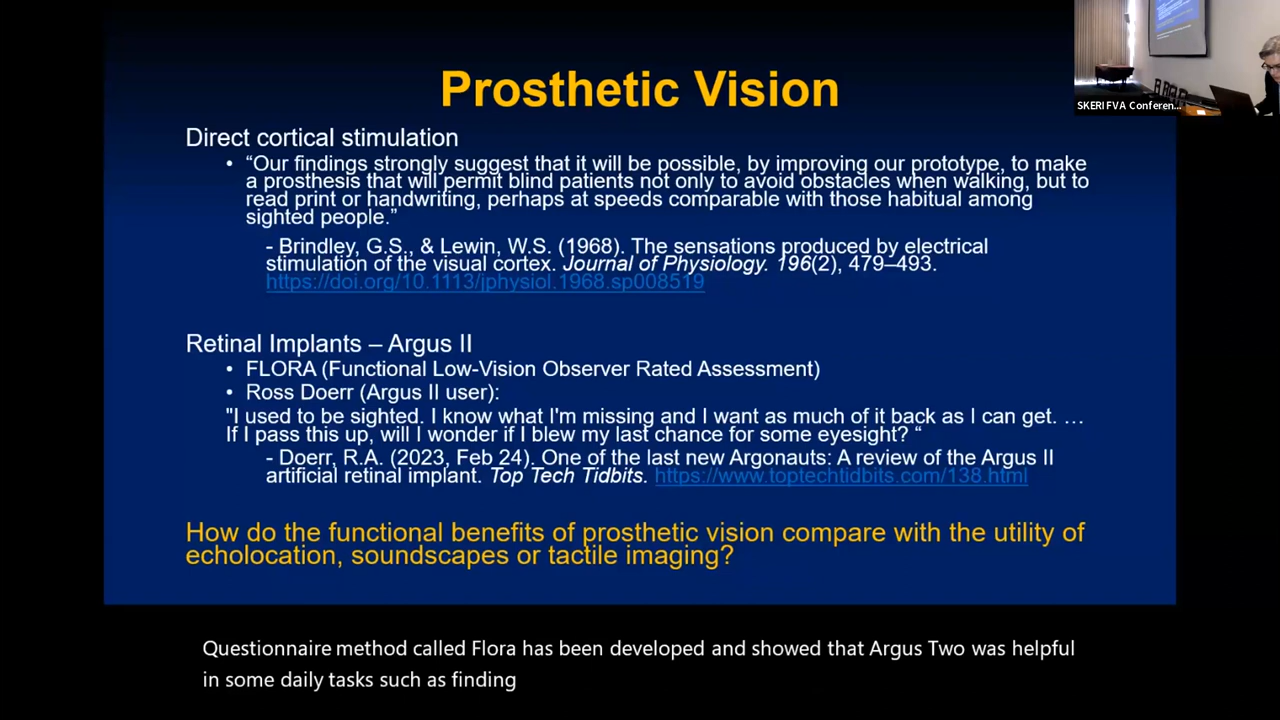 Prosthetic Vision
SKERI FVA Conferen...
Direct cortical stimulation
• “Our findings strongly suggest that it will be possible, by improving our prototype, to make
a prosthesis that will permit blind patients not only to avoid obstacles when walking, but to
read print or handwriting, perhaps at speeds comparable with those habitual among
sighted people.”
- Brindley, G.S., & Lewin, W.S. (1968). The sensations produced by electrical
stimulation of the visual cortex. Journal of Physiology. 196(2), 479–493.
https://doi.org/10.1113/jphysiol.1968.sp008519
Retinal Implants – Argus II
• FLORA (Functional Low-Vision Observer Rated Assessment)
• Ross Doerr (Argus II user):
"I used to be sighted. I know what I'm missing and I want as much of it back as I can get. …
If I pass this up, will I wonder if I blew my last chance for some eyesight? “
- Doerr, R.A. (2023, Feb 24). One of the last new Argonauts: A review of the Argus II
artificial retinal implant. Top Tech Tidbits. https://www.toptechtidbits.com/138.html
How do the functional benefits of prosthetic vision compare with the utility of
echolocation, soundscapes or tactile imaging?
Questionnaire method called Flora has been developed and showed that Argus Two was helpful
in some daily tasks such as finding